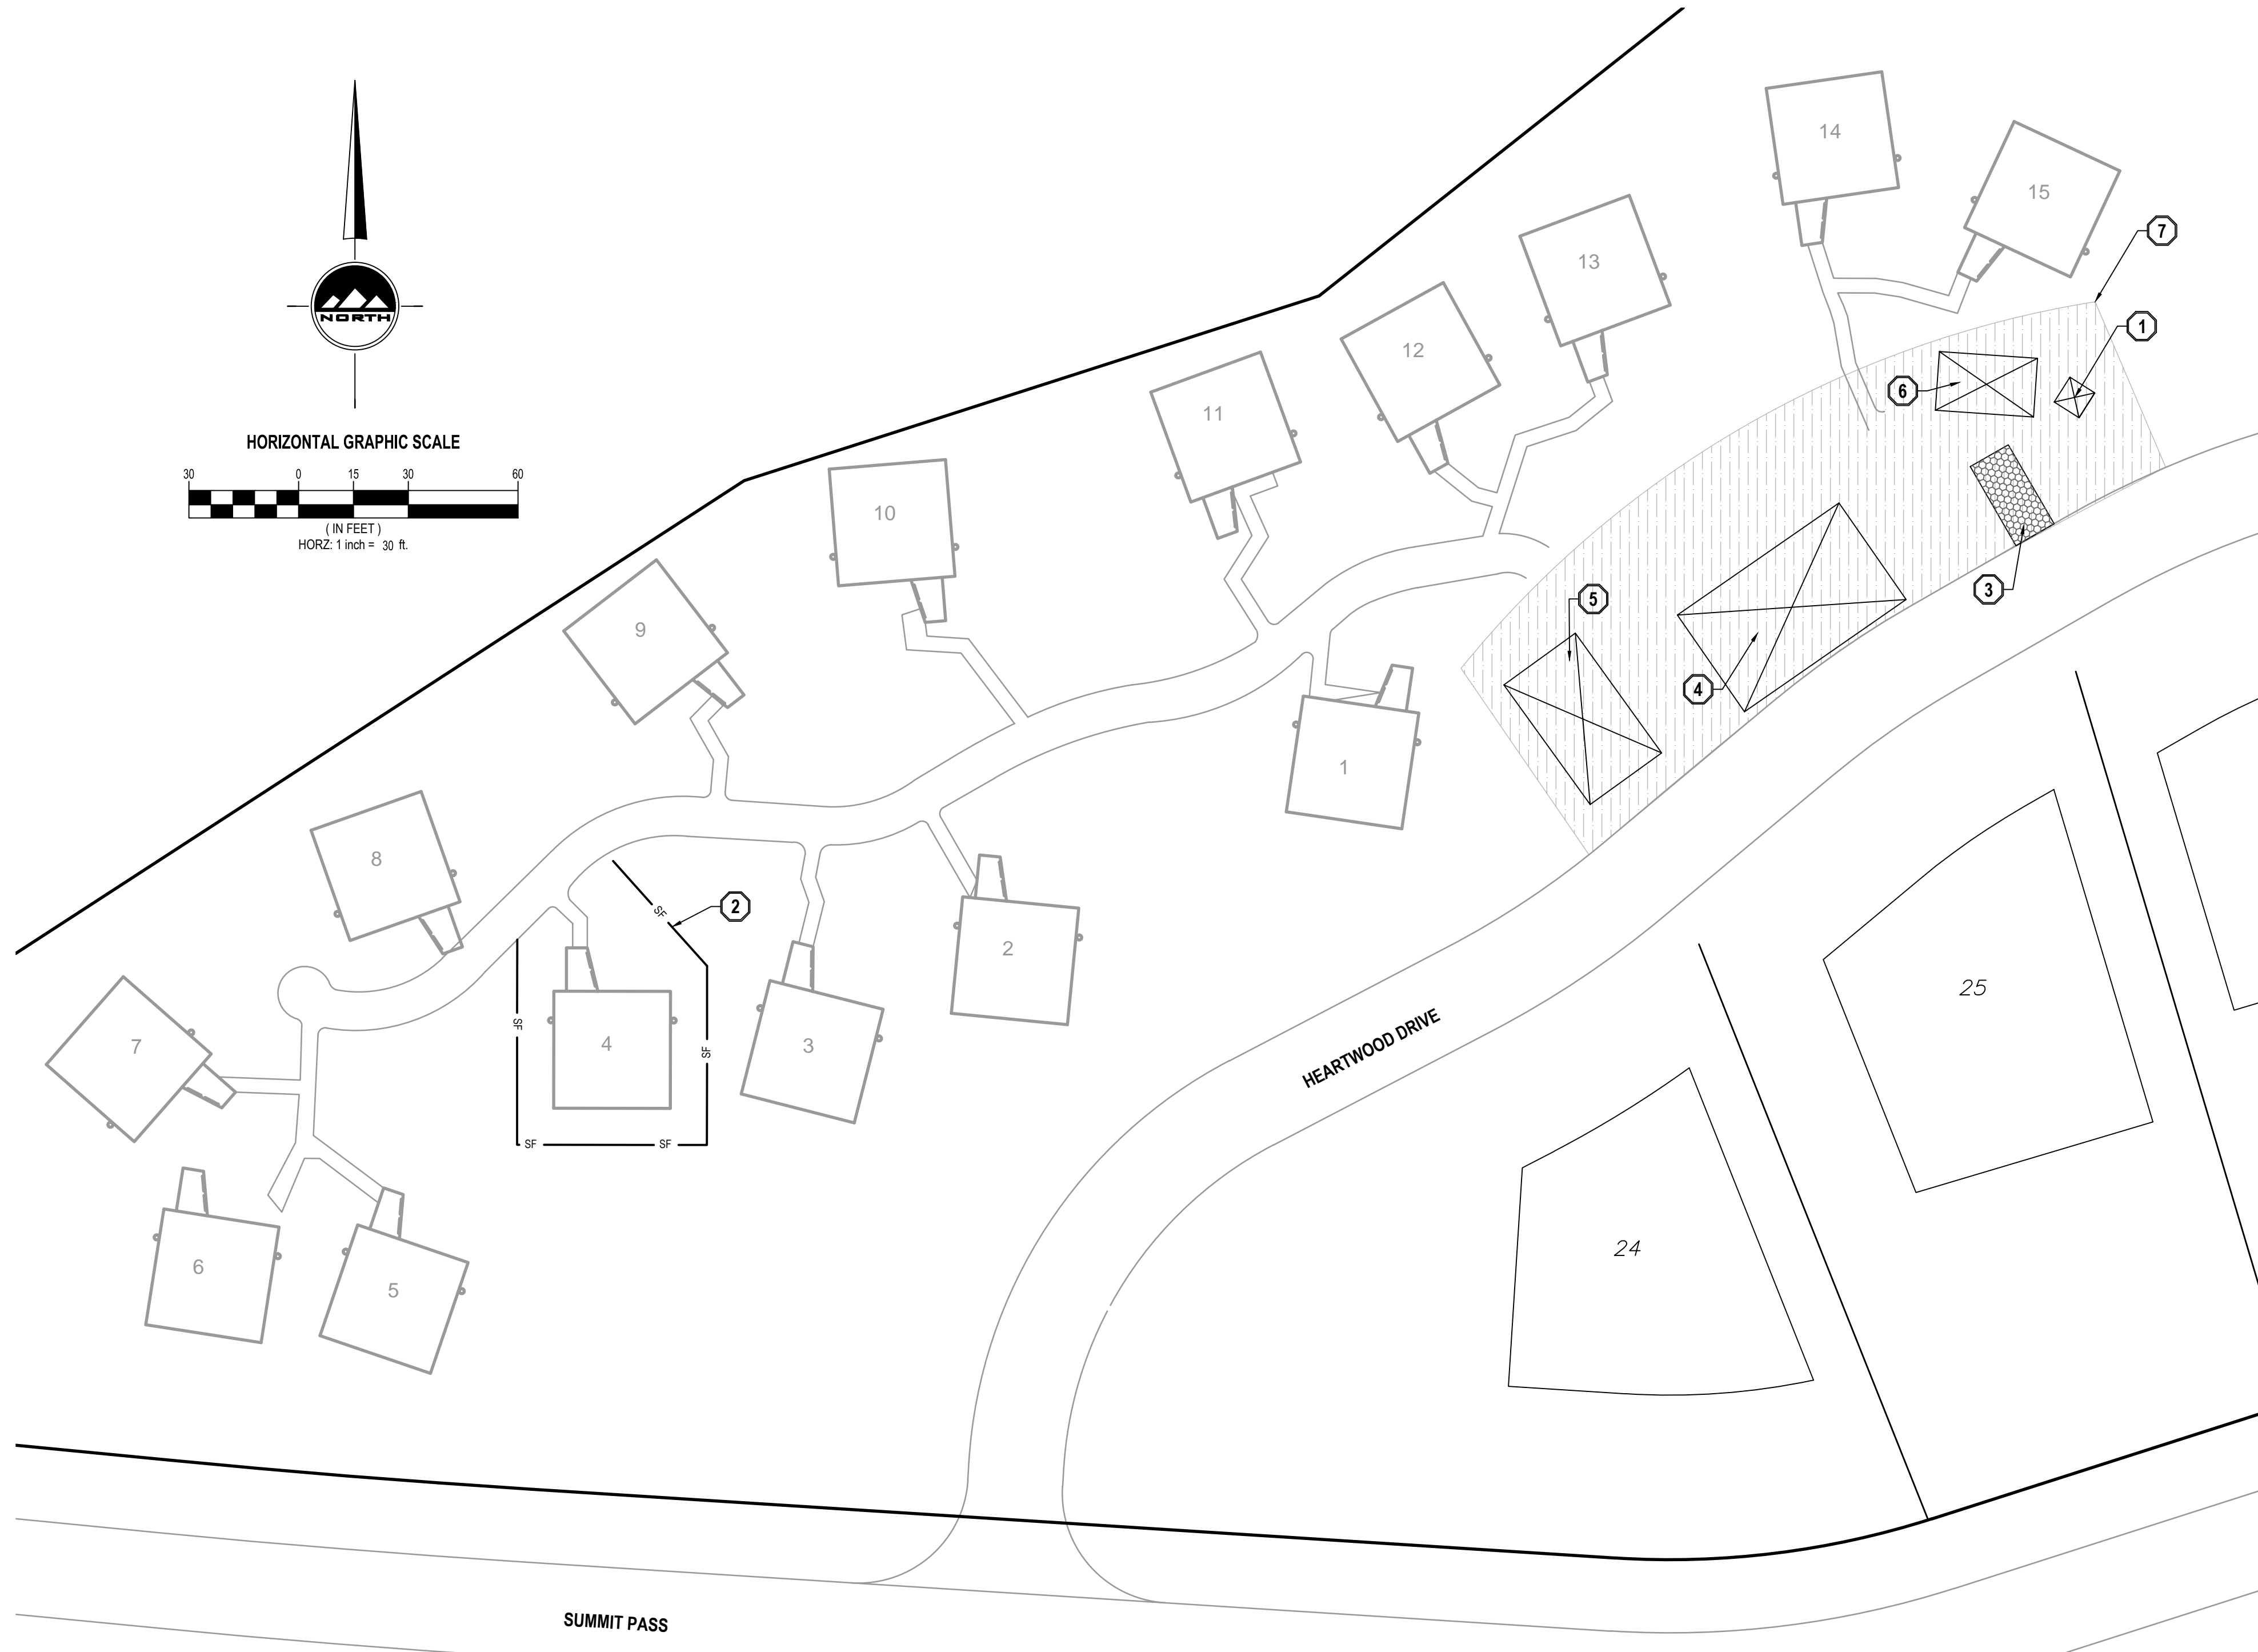 14
15
7
13
1
NORTH
12
6
11
HORIZONTAL GRAPHIC SCALE
30 0 15 30 60
( IN FEET )
HORZ: 1 inch = 30 ft.
10
3
5
9
4
1
8
SF
2
2
25
SF
SF
4
3
7
HEARTWOOD DRIVE
SF
SF
24
6
5
SUMMIT PASS